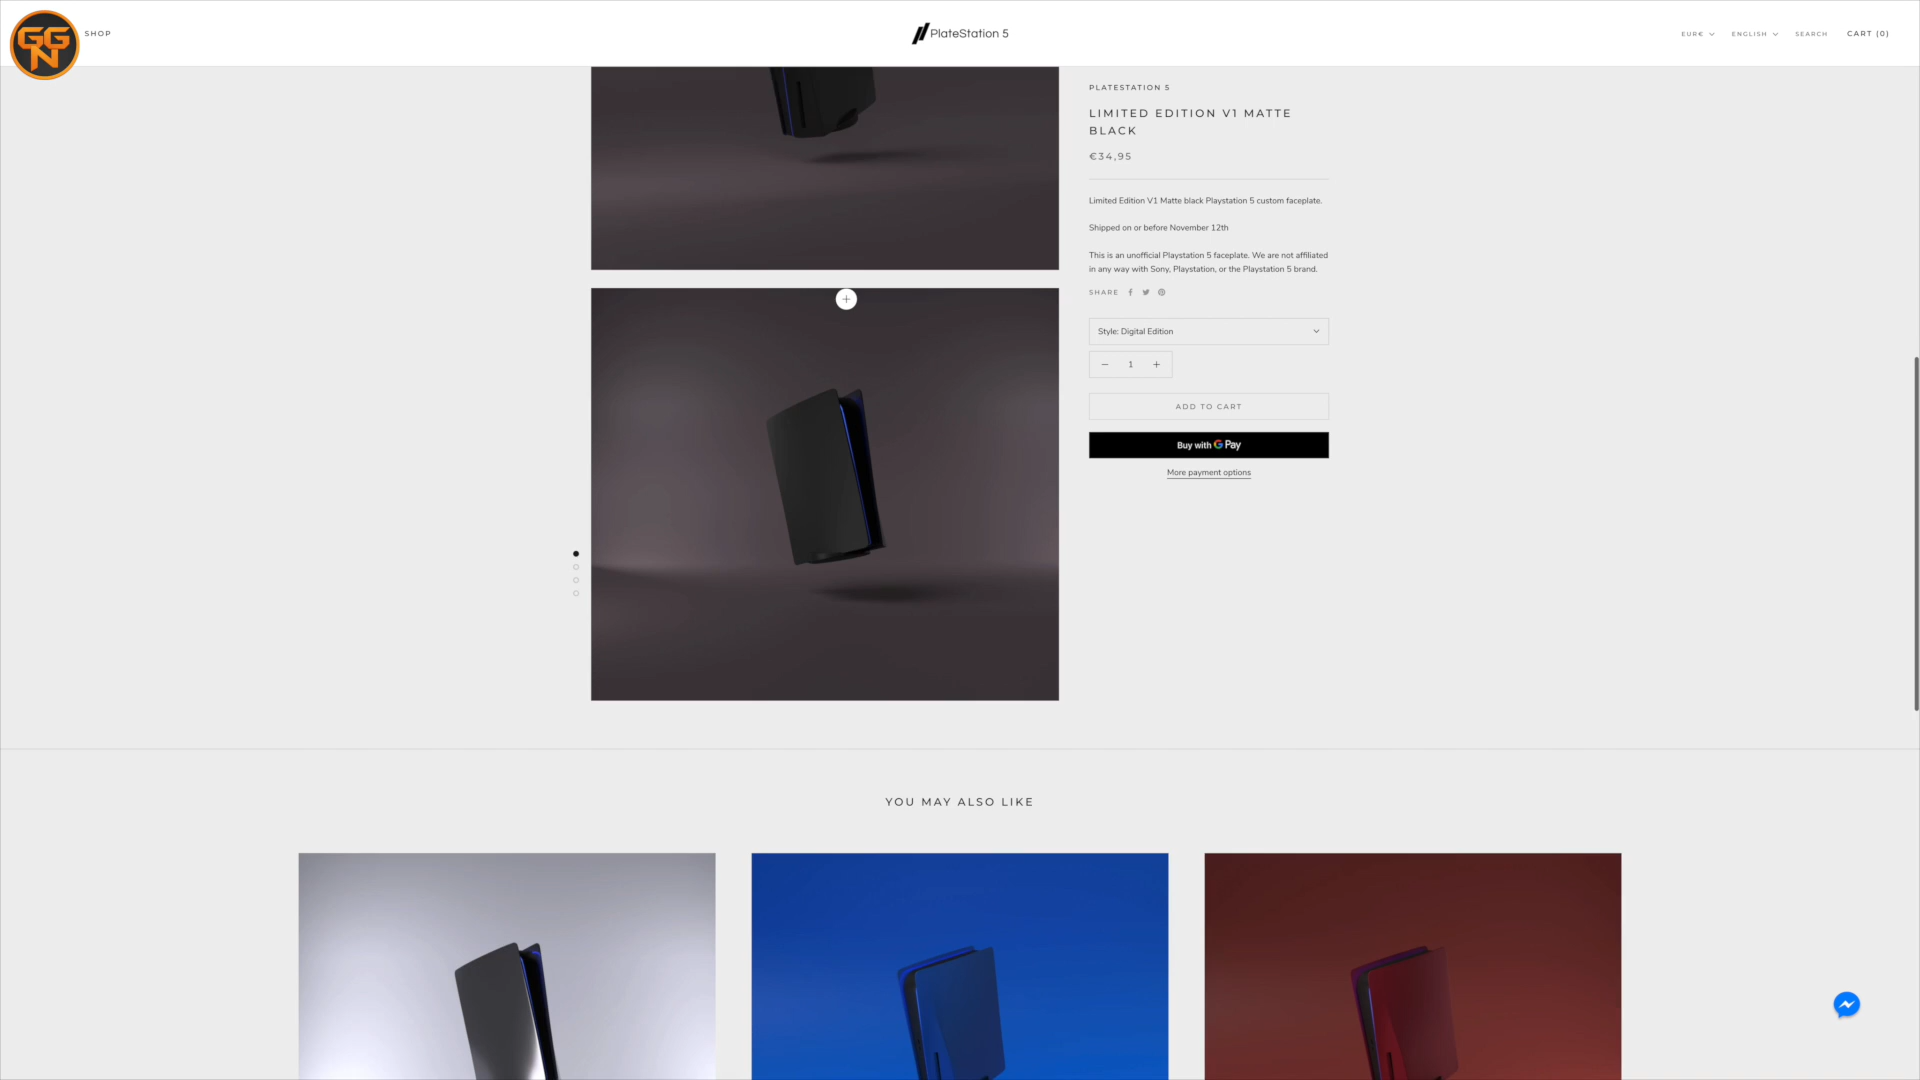 GGN
SHOP
PlateStation 5
EUR€
ENGLISH
SEARCH
CART (0)
PLATESTATION 5
LIMITED EDITION V1 MATTE
BLACK
€34,95
Limited Edition V1 Matte black Playstation 5 custom faceplate.
Shipped on or before November 12th
This is an unofficial Playstation 5 faceplate. We are not affiliated
in any way with Sony, Playstation, or the Playstation 5 brand.
SHARE
Style: Digital Edition
− 1 +
ADD TO CART
Buy with G Pay
More payment options
YOU MAY ALSO LIKE